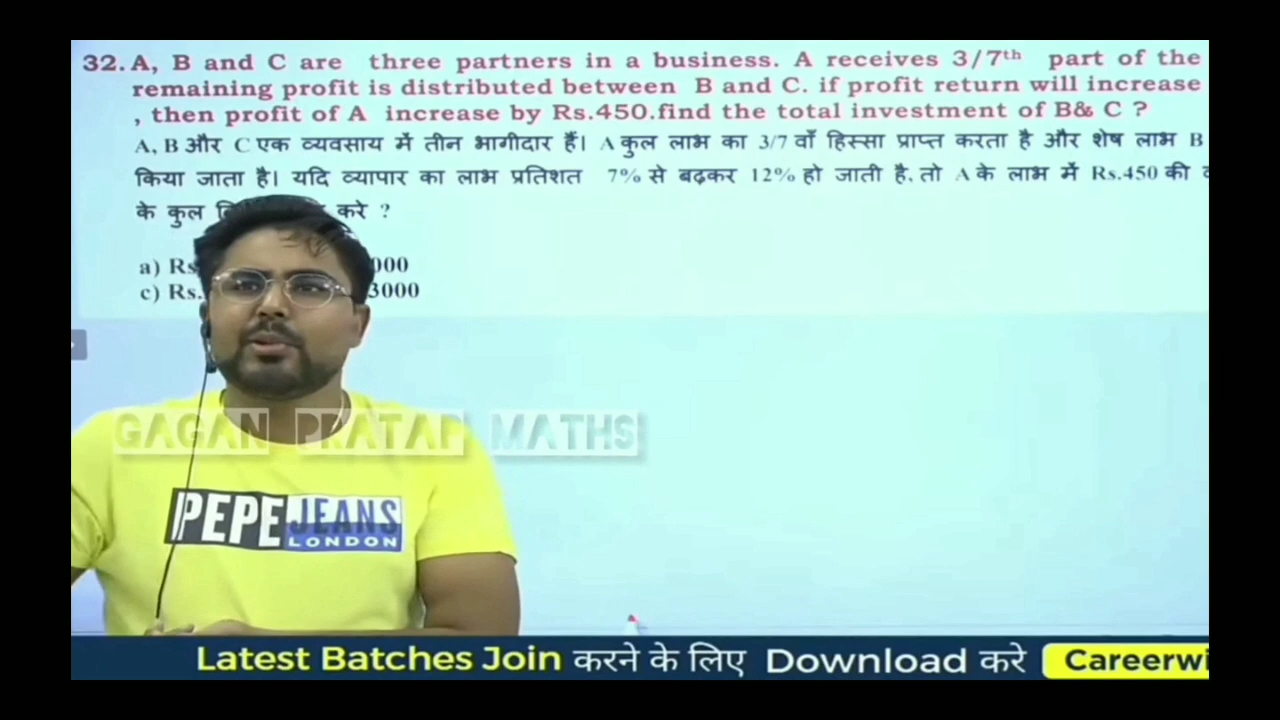 32. A, B and C are three partners in a business. A receives 3/7th part of the
remaining profit is distributed between B and C. if profit return will increase
, then profit of A increase by Rs.450.find the total investment of B& C ?
A, B और C एक व्यवसाय में तीन भागीदार हैं। A कुल लाभ का 3/7 वाँ हिस्सा प्राप्त करता है और शेष लाभ B
किया जाता है। यदि व्यापार का लाभ प्रतिशत 7% से बढ़कर 12% हो जाती है, तो A के लाभ में Rs.450 की
के कुल करे ?
a) Rs 000
c) Rs. 3000
GAGAN PRATAP MATHS
PEPE JEANS
LONDON
Latest Batches Join करने के लिए Download करे Careerwi